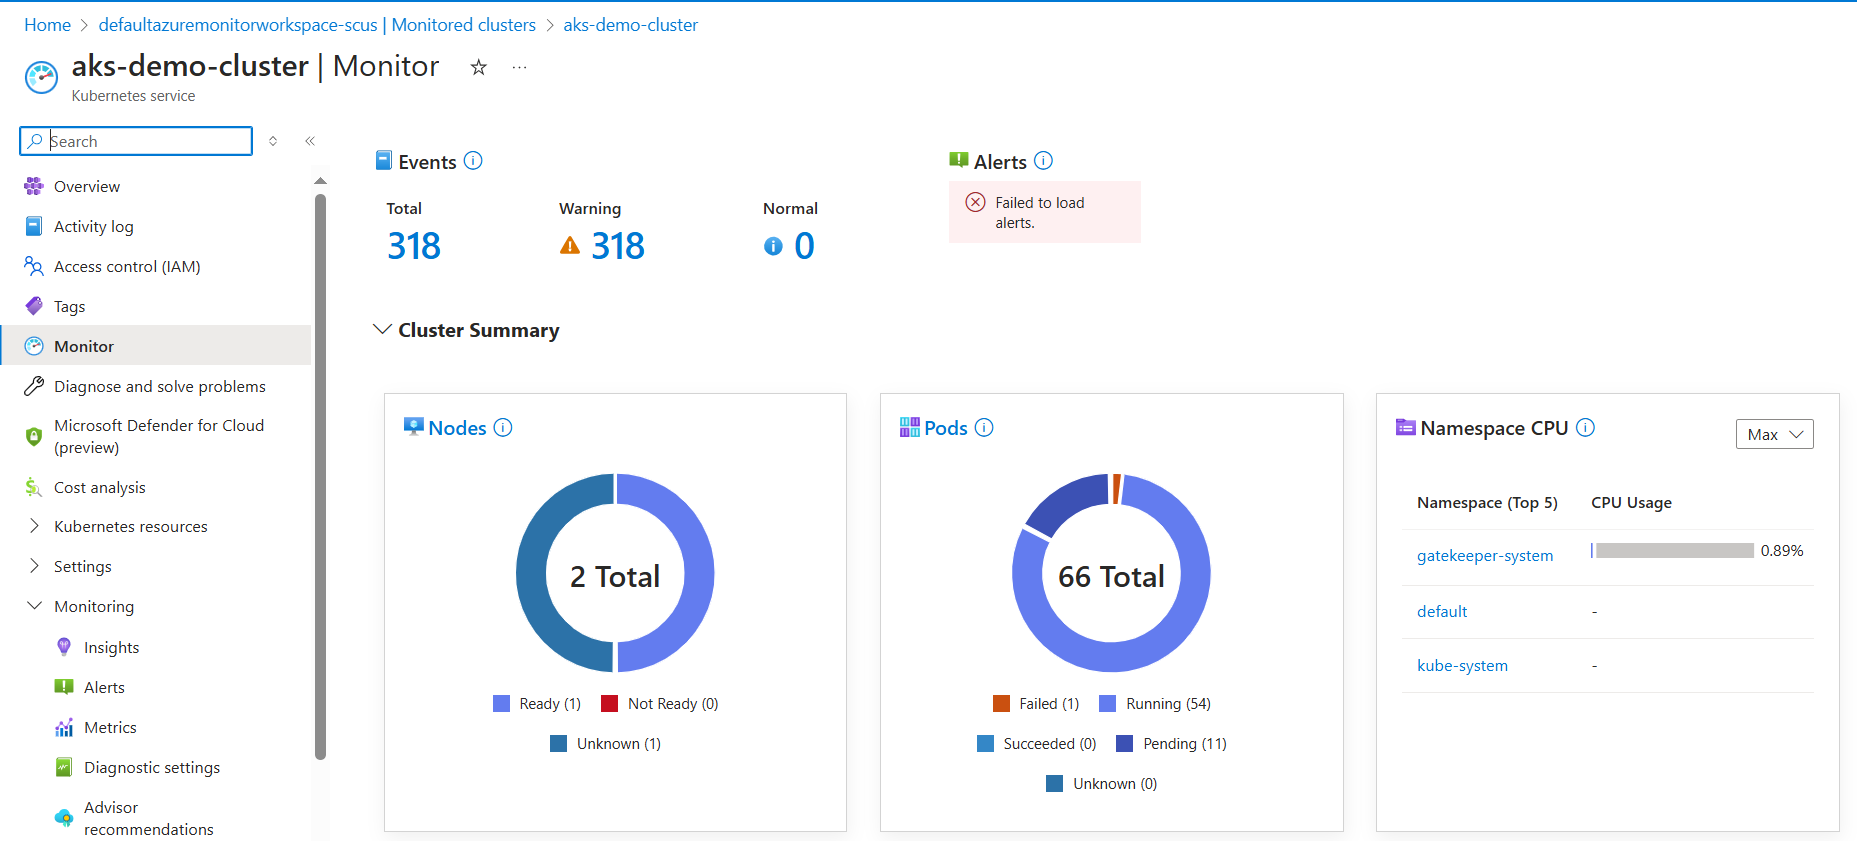 Home > defaultazuremonitorworkspace-scus | Monitored clusters > aks-demo-cluster
aks-demo-cluster | Monitor
Kubernetes service
Search
Overview
Activity log
Access control (IAM)
Tags
Monitor
Diagnose and solve problems
Microsoft Defender for Cloud
(preview)
Cost analysis
Kubernetes resources
Settings
Monitoring
Insights
Alerts
Metrics
Diagnostic settings
Advisor
recommendations
Events
Total
318
Warning
318
Normal
0
Alerts
Failed to load
alerts.
Cluster Summary
Nodes
2 Total
Ready (1)
Not Ready (0)
Unknown (1)
Pods
66 Total
Failed (1)
Running (54)
Succeeded (0)
Pending (11)
Unknown (0)
Namespace CPU
Max
Namespace (Top 5) CPU Usage
gatekeeper-system 0.89%
default -
kube-system -